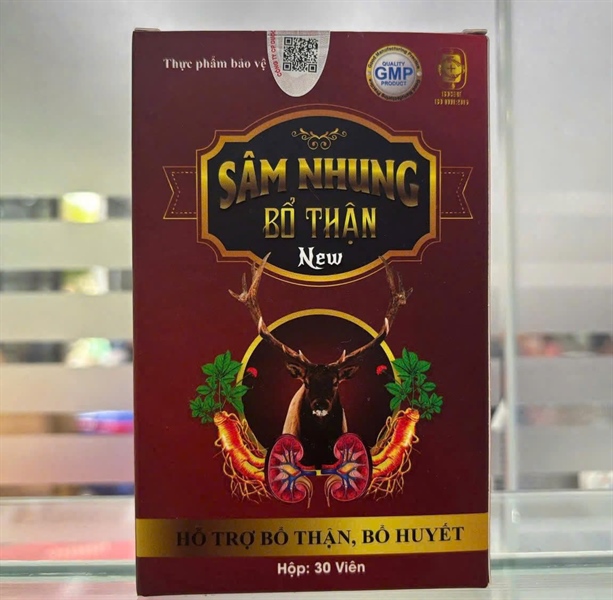 Thực phẩm bảo vệ
QUALITY
GMP
PRODUCT
SÂM NHUNG
BỔ THẬN
New
HỖ TRỢ BỔ THẬN, BỔ HUYẾT
Hộp: 30 Viên